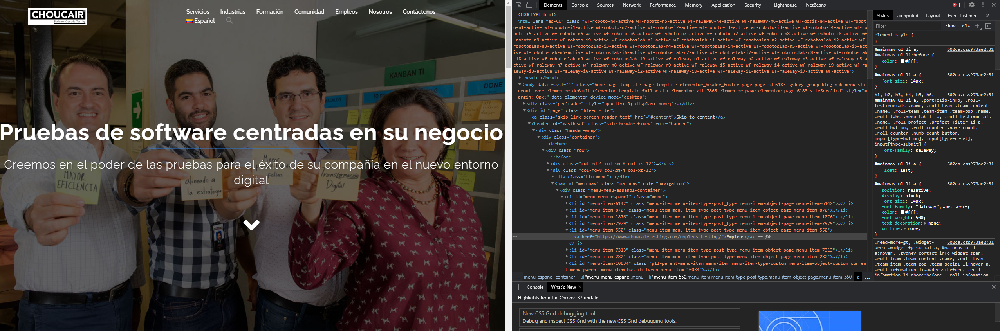 CHOUCAIR
Business Centric Testing
Servicios Industrias Formación Comunidad Empleos Nosotros Contáctenos
Español
KANBAN TI
DONE
BACKLOG
Pruebas de software centradas en su negocio
Creemos en el poder de las pruebas para el éxito de su compañía en el nuevo entorno
digital
MAYOR
EFICIENCIA
alineado a
la estrategia
fallas
Transformación
Digital
Elements Console Sources Network Performance Memory Application Security Lighthouse NetBeans 1
<!DOCTYPE html>
<html lang="es-CO" class="wf-roboto-n4-active wf-roboto-n5-active wf-raleway-n4-active wf-raleway-n6-active wf-dosis-n4-active wf-robot
o-n1-active wf-roboto-i1-active wf-roboto-n2-active wf-roboto-i2-active wf-roboto-n3-active wf-roboto-i3-active wf-roboto-i4-active wf-ro
boto-i5-active wf-roboto-n6-active wf-roboto-i6-active wf-roboto-n7-active wf-roboto-i7-active wf-roboto-n8-active wf-roboto-i8-active wf
-roboto-n9-active wf-roboto-i9-active wf-robotoslab-n1-active wf-robotoslab-i1-active wf-robotoslab-n2-active wf-robotoslab-i2-active wf-
robotoslab-n3-active wf-robotoslab-i3-active wf-robotoslab-n4-active wf-robotoslab-i4-active wf-robotoslab-n5-active wf-robotoslab-i5-act
ive wf-robotoslab-n6-active wf-robotoslab-i6-active wf-robotoslab-n7-active wf-robotoslab-i7-active wf-robotoslab-n8-active wf-robotoslab
-i8-active wf-robotoslab-n9-active wf-robotoslab-i9-active wf-raleway-n1-active wf-raleway-n2-active wf-raleway-n3-active wf-raleway-n5-a
ctive wf-raleway-n7-active wf-raleway-n8-active wf-raleway-n9-active wf-raleway-i5-active wf-raleway-i4-active wf-raleway-i9-active wf-ra
leway-i3-active wf-raleway-i6-active wf-raleway-i2-active wf-raleway-i8-active wf-raleway-i1-active wf-raleway-i7-active wf-active">
<head>…</head>
<body data-rsssl="1" class="home page-template page-template-elementor_header_footer page page-id-6183 sydney group-blog mob-menu-sli
deout-over elementor-default elementor-template-full-width elementor-kit-7865 elementor-page elementor-page-6183 siteScrolled" style="m
argin: 0px;" data-elementor-device-mode="desktop">
<div class="preloader" style="opacity: 0; display: none;">…</div>
<div id="page" class="hfeed site">
<a class="skip-link screen-reader-text" href="#content">Skip to content</a>
<header id="masthead" class="site-header fixed" role="banner">
<div class="header-wrap">
<div class="container">
::before
<div class="row">
::before
<div class="col-md-4 col-sm-8 col-xs-12">…</div>
<div class="col-md-8 col-sm-4 col-xs-12">
<div class="btn-menu">…</div>
<nav id="mainnav" class="mainnav" role="navigation">
<div class="menu-menu-espanol-container">
<ul id="menu-menu-espanol" class="menu">
<li id="menu-item-6142" class="menu-item menu-item-type-post_type menu-item-object-page menu-item-6142">…</li>
<li id="menu-item-870" class="menu-item menu-item-type-post_type menu-item-object-page menu-item-870">…</li>
<li id="menu-item-1876" class="menu-item menu-item-type-post_type menu-item-object-page menu-item-1876">…</li>
<li id="menu-item-7979" class="menu-item menu-item-type-post_type menu-item-object-page menu-item-7979">…</li>
<li id="menu-item-550" class="menu-item menu-item-type-post_type menu-item-object-page menu-item-550">
<a href="https://www.choucairtesting.com/empleos-testing/">Empleos</a> == $0
</li>
<li id="menu-item-7313" class="menu-item menu-item-type-post_type menu-item-object-page menu-item-7313">…</li>
<li id="menu-item-282" class="menu-item menu-item-type-post_type menu-item-object-page menu-item-282">…</li>
<li id="menu-item-10034" class="pll-parent-menu-item menu-item menu-item-type-custom menu-item-object-custom curren
t-menu-parent menu-item-has-children menu-item-10034">…</li>
-menu-espanol-container ul#menu-menu-espanol.menu li#menu-item-550.menu-item.menu-item-type-post_type.menu-item-object-page.menu-item-550 a ...
Styles Computed Layout Event Listeners »
Filter :hov .cls +
element.style {
}
#mainnav ul li a, 602ca.css?73ae2:31
#mainnav ul li:before {
color: #fff;
}
#mainnav ul li a { 602ca.css?73ae2:31
font-size: 14px;
}
h1, h2, h3, h4, h5, h6, 602ca.css?73ae2:31
#mainnav ul li a, .portfolio-info, .roll-
testimonials .name, .roll-team .team-content
.name, .roll-team .team-item .team-pop .name,
.roll-tabs .menu-tab li a, .roll-testimonials
.name, .roll-project .project-filter li a,
.roll-button, .roll-counter .name-count,
.roll-counter .numb-count button,
input[type=button], input[type=reset],
input[type=submit] {
font-family: Raleway;
}
#mainnav ul li a { 602ca.css?73ae2:31
float: left;
}
#mainnav ul li a { 602ca.css?73ae2:31
position: relative;
display: block;
font-size: 14px;
font-family: "Raleway",sans-serif;
color: #fff;
font-weight: 500;
text-decoration: none;
outline: none;
}
.read-more-gt, .widget- 602ca.css?73ae2:31
area .widget_fp_social a, #mainnav ul li
a:hover, .sydney_contact_info_widget span,
.roll-team .team-content .name, .roll-team
.team-item .team-pop .team-social li:hover a,
.roll-infomation li.address:before, .roll-
infomation li.phone:before, .roll-infomation
Console What's New
Highlights from the Chrome 87 update
New CSS Grid debugging tools
Debug and inspect CSS Grid with the new CSS Grid debugging tools.